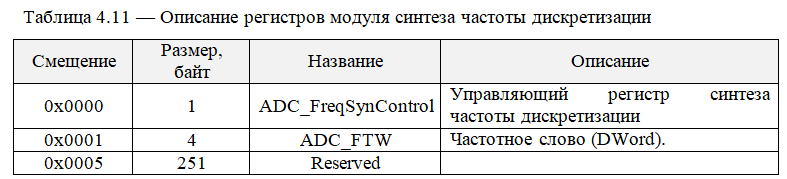 Таблица 4.11 — Описание регистров модуля синтеза частоты дискретизации
Смещение Размер, байт Название Описание
0x0000 1 ADC_FreqSynControl Управляющий регистр синтеза
частоты дискретизации
0x0001 4 ADC_FTW Частотное слово (DWord).
0x0005 251 Reserved